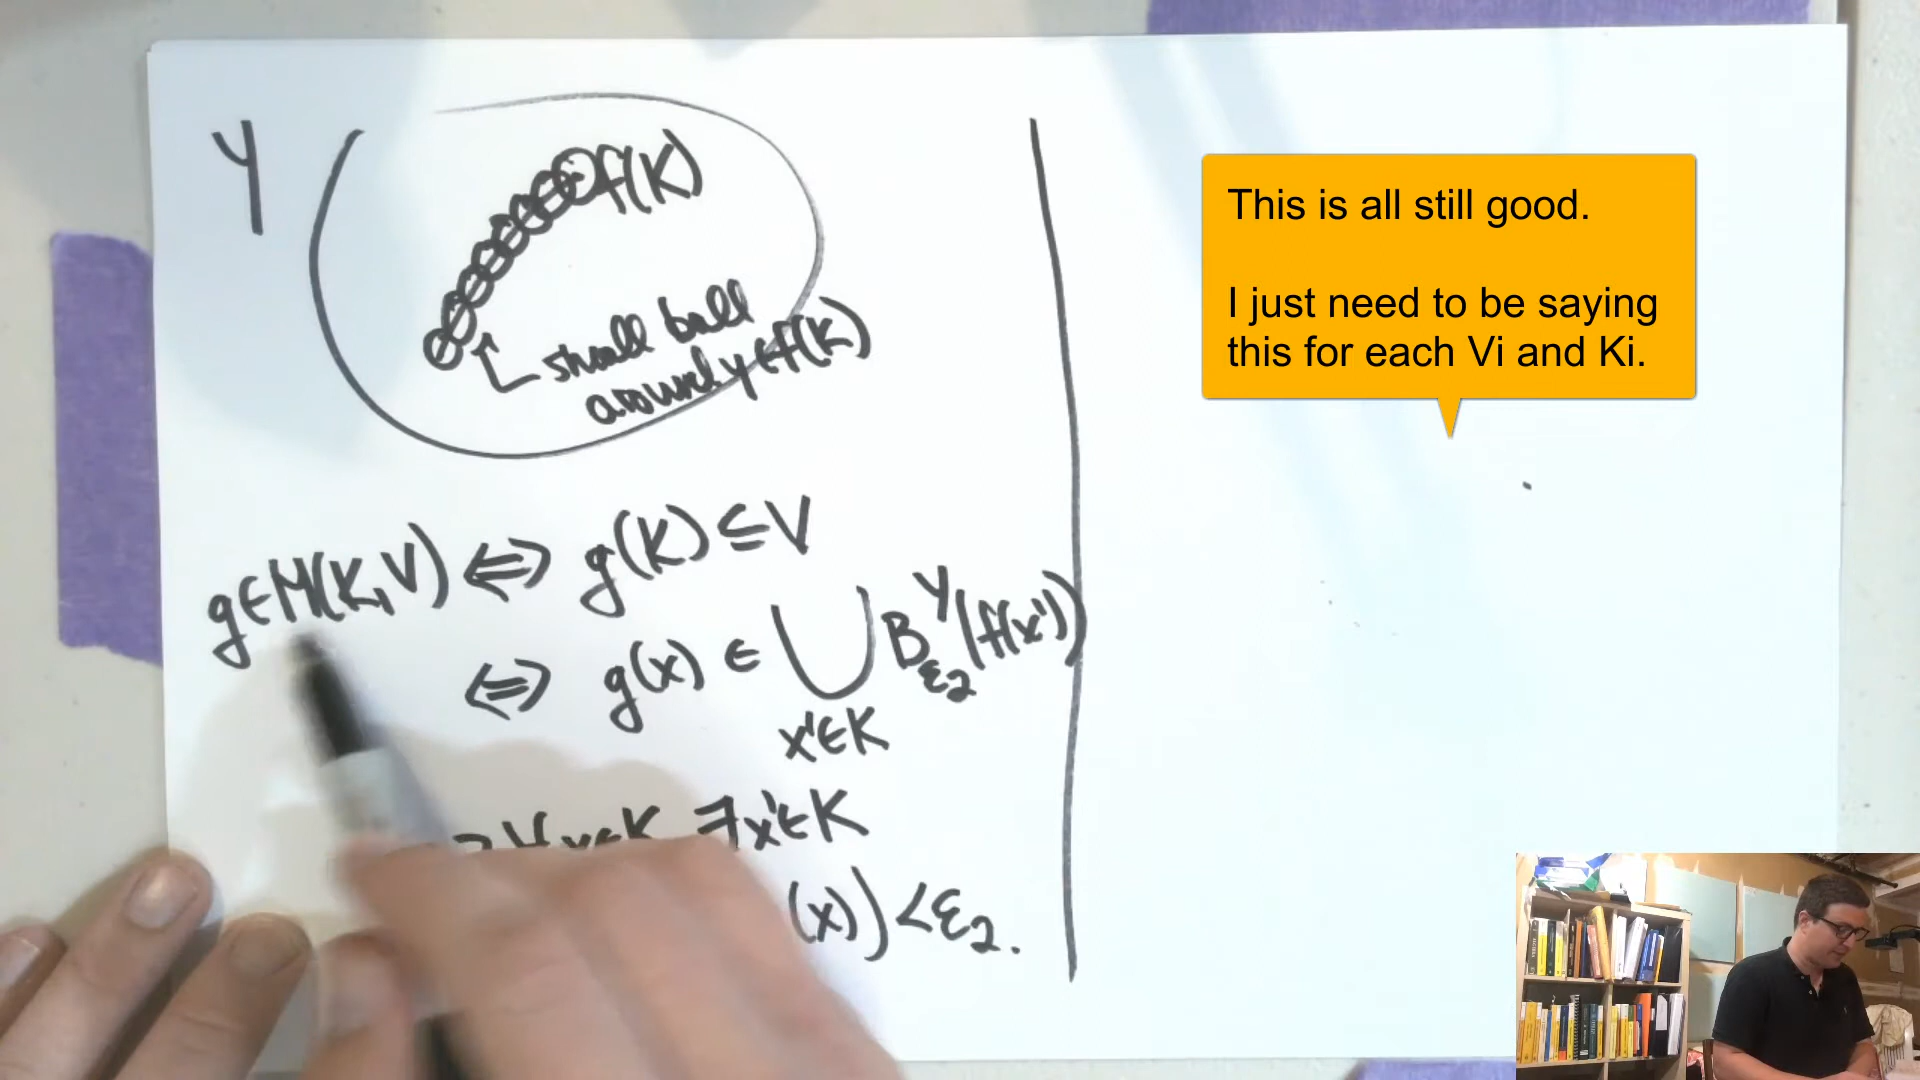 Y
f(K)
small ball
around y∈f(K)
g∈M(K,V) ⇔ g(K) ⊆ V
⇔ g(x) ∈ ⋃ B^Y_{ε₂}(f(x'))
x'∈K
∀x∈K ∃x'∈K
(x)) < ε₂.
This is all still good.
I just need to be saying
this for each Vi and Ki.